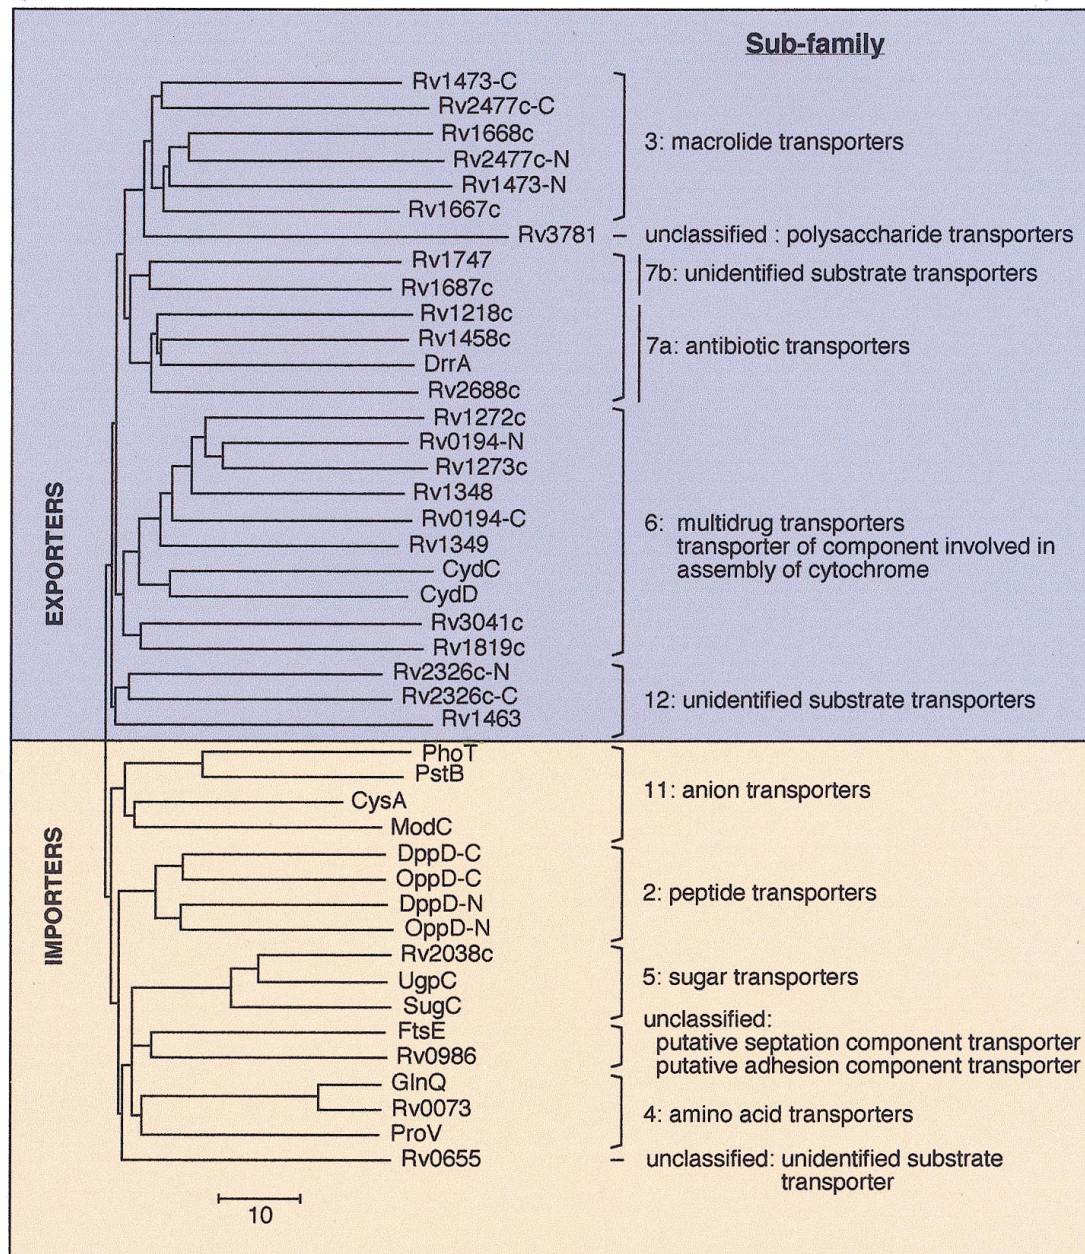 Sub-family
Rv1473-C
Rv2477c-C
Rv1668c
3: macrolide transporters
Rv2477c-N
Rv1473-N
Rv1667c
Rv3781 – unclassified : polysaccharide transporters
Rv1747
7b: unidentified substrate transporters
Rv1687c
Rv1218c
Rv1458c
7a: antibiotic transporters
DrrA
Rv2688c
Rv1272c
Rv0194-N
Rv1273c
Rv1348
EXPORTERS
Rv0194-C
6: multidrug transporters
Rv1349
transporter of component involved in
CydC
assembly of cytochrome
CydD
Rv3041c
Rv1819c
Rv2326c-N
Rv2326c-C
12: unidentified substrate transporters
Rv1463
PhoT
PstB
11: anion transporters
CysA
ModC
DppD-C
OppD-C
2: peptide transporters
DppD-N
IMPORTERS
OppD-N
Rv2038c
5: sugar transporters
UgpC
SugC
unclassified:
FtsE
putative septation component transporter
Rv0986
putative adhesion component transporter
GlnQ
Rv0073
4: amino acid transporters
ProV
Rv0655 – unclassified: unidentified substrate
transporter
10